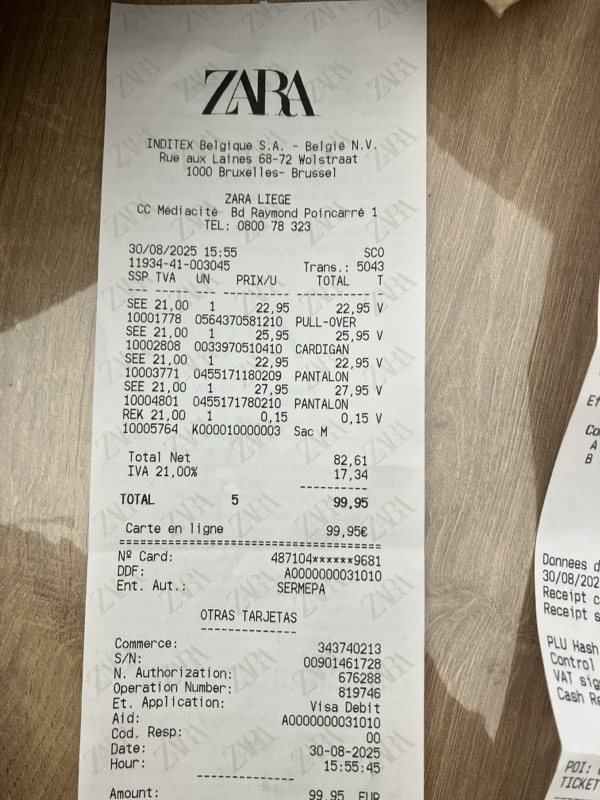 ZARA
INDITEX Belgique S.A. - België N.V.
Rue aux Laines 68-72 Wolstraat
1000 Bruxelles- Brussel
ZARA LIEGE
CC Médiacité Bd Raymond Poincarré 1
TEL: 0800 78 323
30/08/2025 15:55 SCO
11934-41-003045 Trans.: 5043
SSP TVA UN PRIX/U TOTAL T
SEE 21,00 1 22,95 22,95 V
10001778 0564370581210 PULL-OVER
SEE 21,00 1 25,95 25,95 V
10002808 0033970510410 CARDIGAN
SEE 21,00 1 22,95 22,95 V
10003771 0455171180209 PANTALON
SEE 21,00 1 27,95 27,95 V
10004801 0455171780210 PANTALON
REK 21,00 1 0,15 0,15 V
10005764 K000010000003 Sac M
Total Net 82,61
IVA 21,00% 17,34
TOTAL 5 99,95
Carte en ligne 99,95€
Nº Card: 487104******9681
DDF: A0000000031010
Ent. Aut.: SERMEPA
OTRAS TARJETAS
Commerce: 343740213
S/N: 00901461728
N. Authorization: 676288
Operation Number: 819746
Et. Application: Visa Debit
Aid: A0000000031010
Cod. Resp: 00
Date: 30-08-2025
Hour: 15:55:45
Amount: 99,95 EUR
A
B
Donnees d
30/08/202
Receipt c
Receipt s
PLU Hash
Control
VAT sig
Cash Re
POI:
TICKET